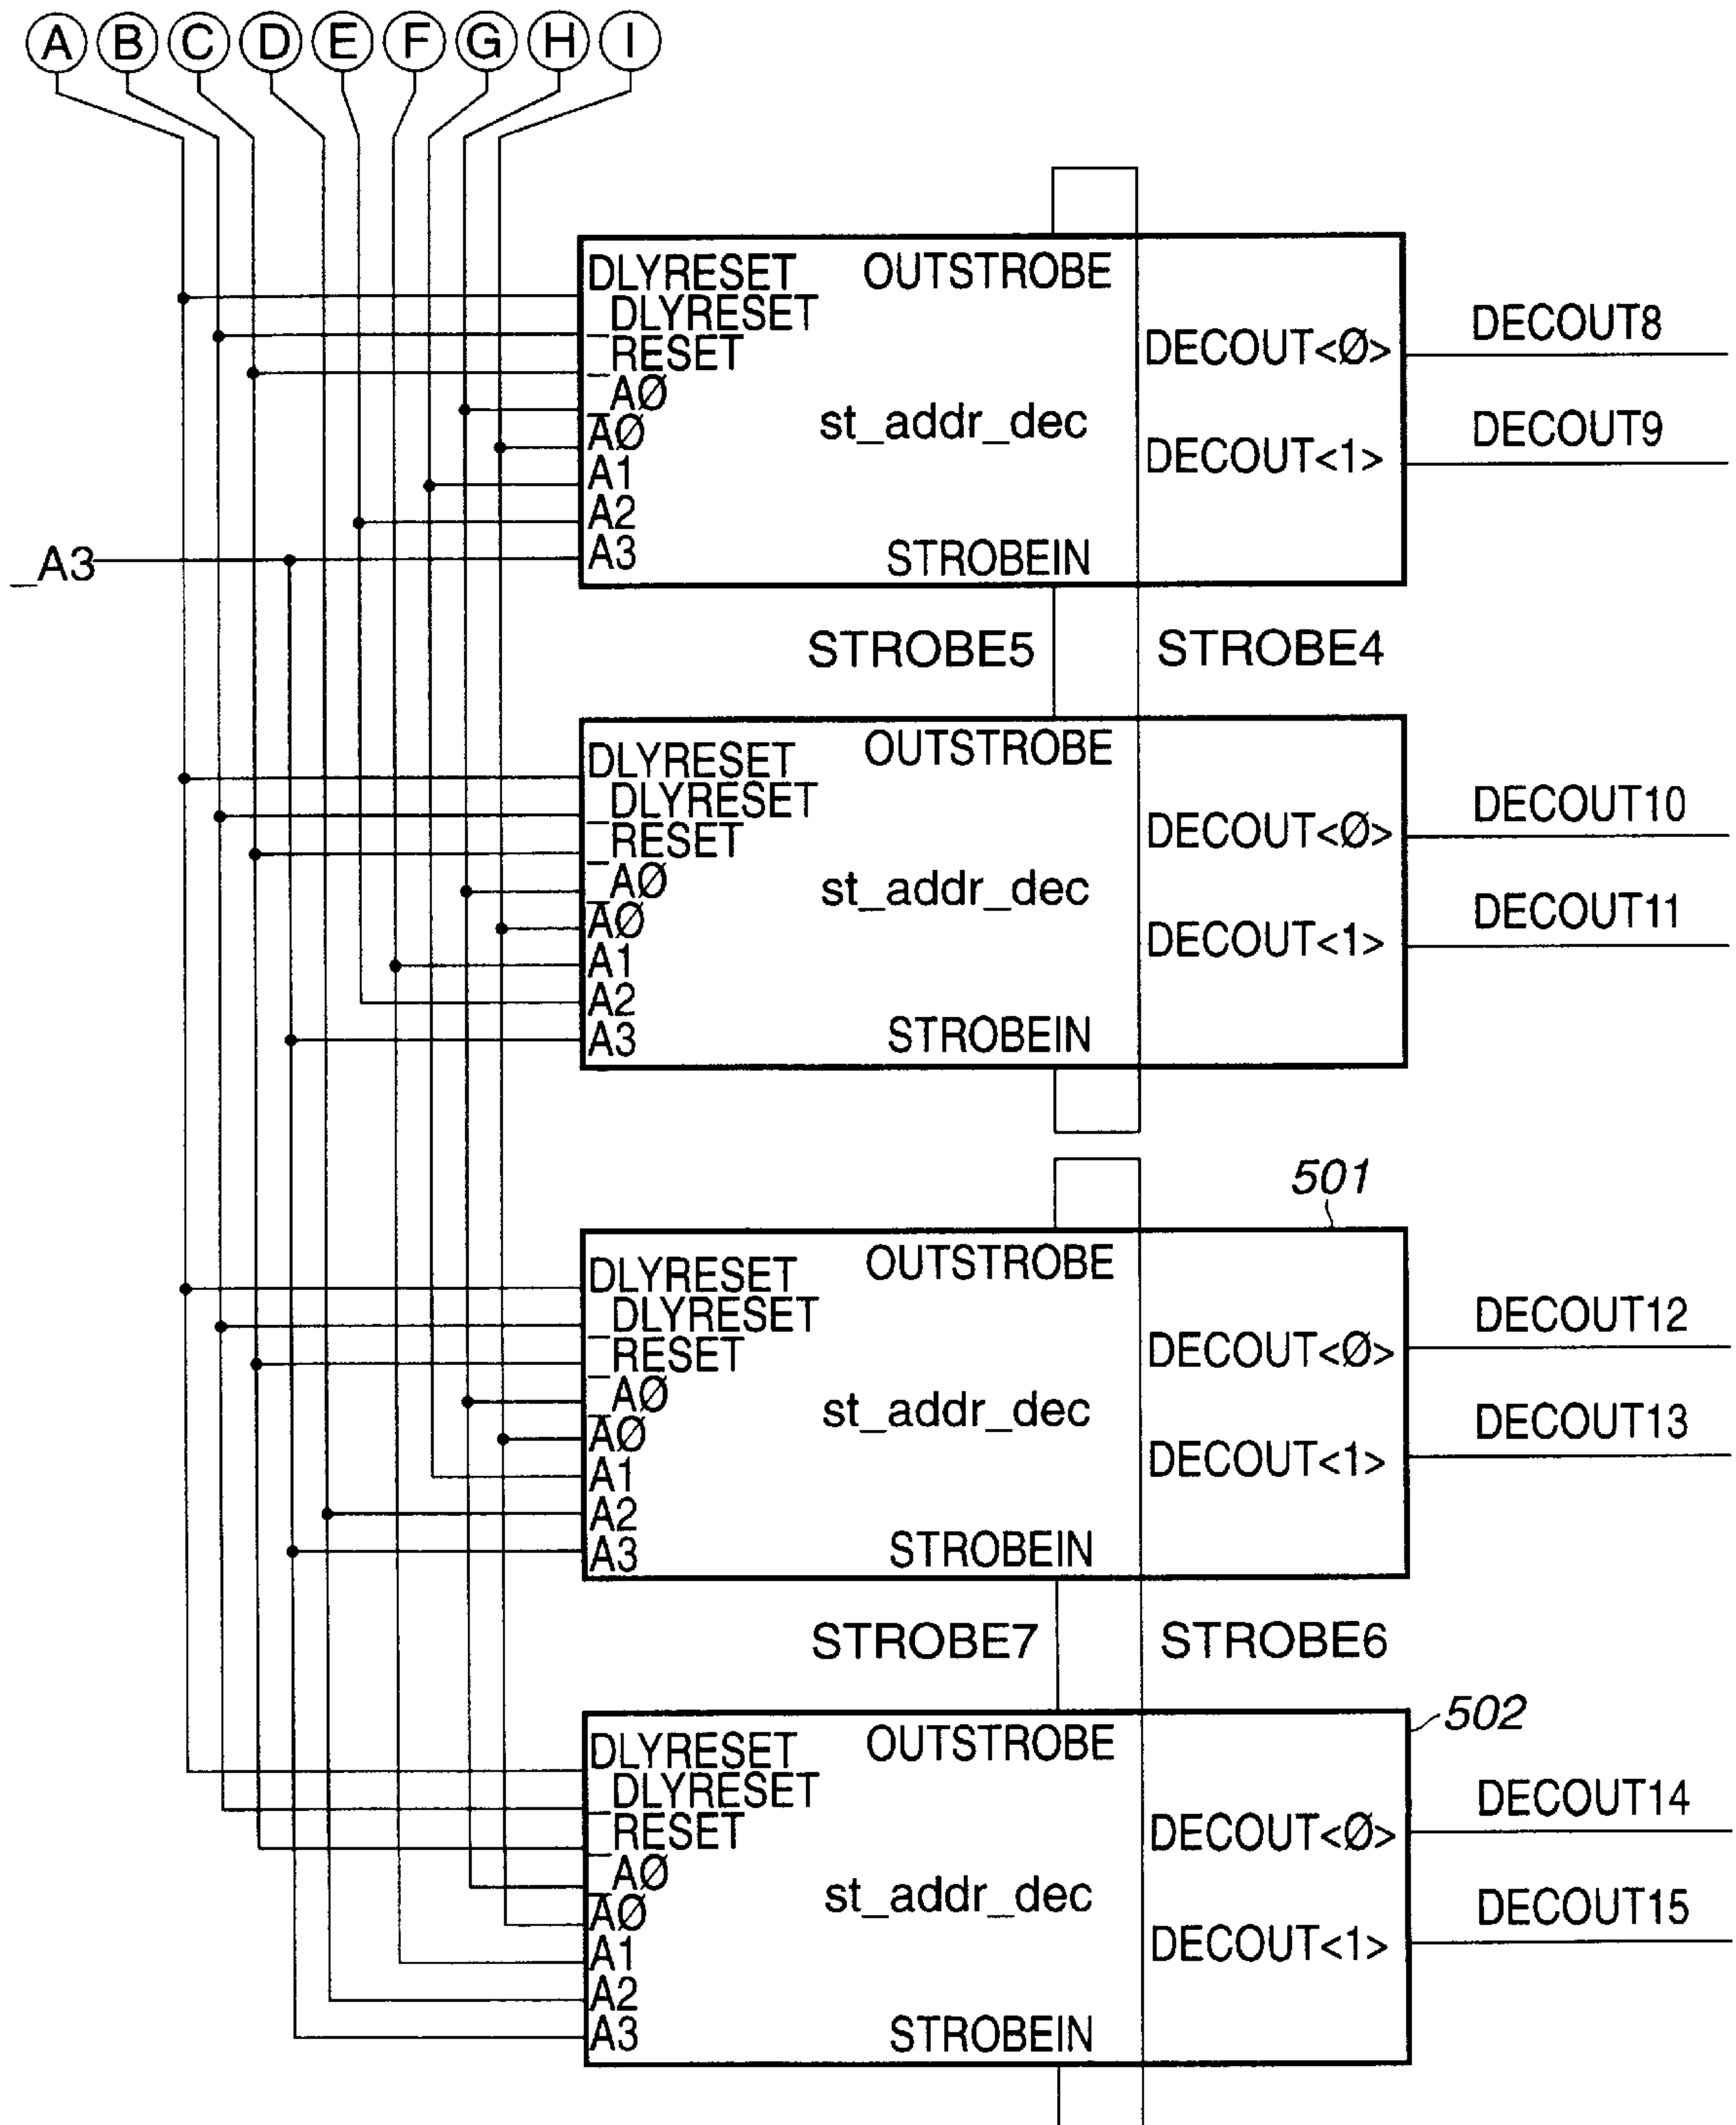 A B C D E F G H I
DLYRESET OUTSTROBE
_DLYRESET
_RESET DECOUT<Ø> DECOUT8
_AØ
AØ st_addr_dec DECOUT<1> DECOUT9
A1
A2
_A3 A3 STROBEIN
STROBE5 STROBE4
DLYRESET OUTSTROBE
_DLYRESET
_RESET DECOUT<Ø> DECOUT10
_AØ
AØ st_addr_dec DECOUT<1> DECOUT11
A1
A2
A3 STROBEIN
501
DLYRESET OUTSTROBE
_DLYRESET
_RESET DECOUT<Ø> DECOUT12
_AØ
AØ st_addr_dec DECOUT<1> DECOUT13
A1
A2
A3 STROBEIN
STROBE7 STROBE6
502
DLYRESET OUTSTROBE
_DLYRESET
_RESET DECOUT<Ø> DECOUT14
_AØ
AØ st_addr_dec DECOUT<1> DECOUT15
A1
A2
A3 STROBEIN